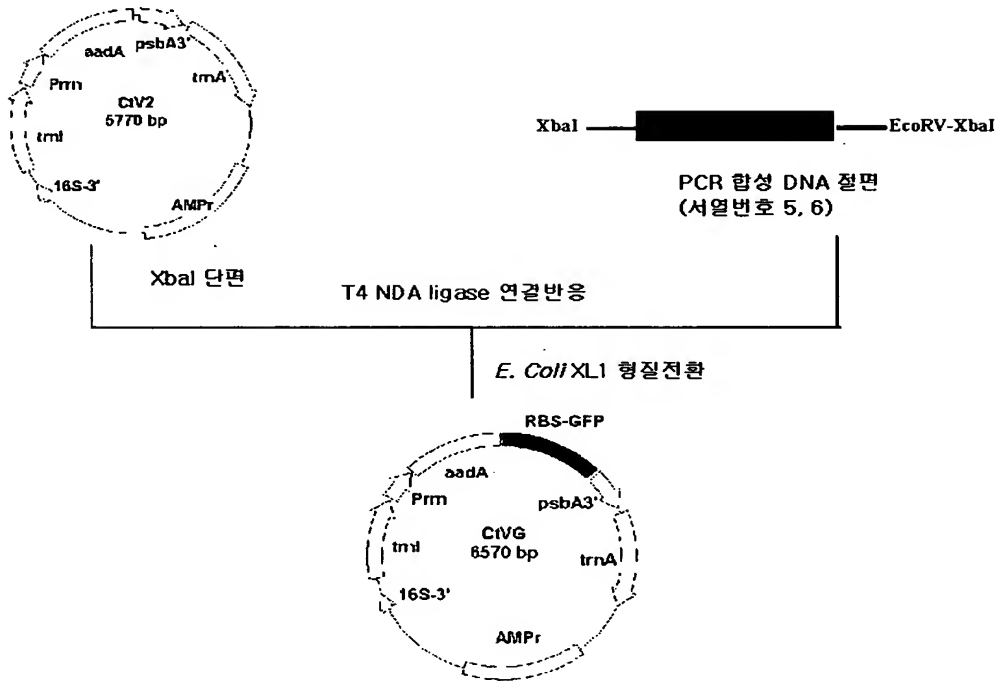 psbA3'
aadA
trnA
Prrn
CtV2
5770 bp
trnI
16S-3'
AMPr
XbaI
EcoRV-XbaI
PCR 합성 DNA 절편
(서열번호 5, 6)
XbaI 단편
T4 NDA ligase 연결반응
E. Coli XL1 형질전환
RBS-GFP
aadA
Prrn
psbA3'
CtVG
6570 bp
trnI
trnA
16S-3'
AMPr